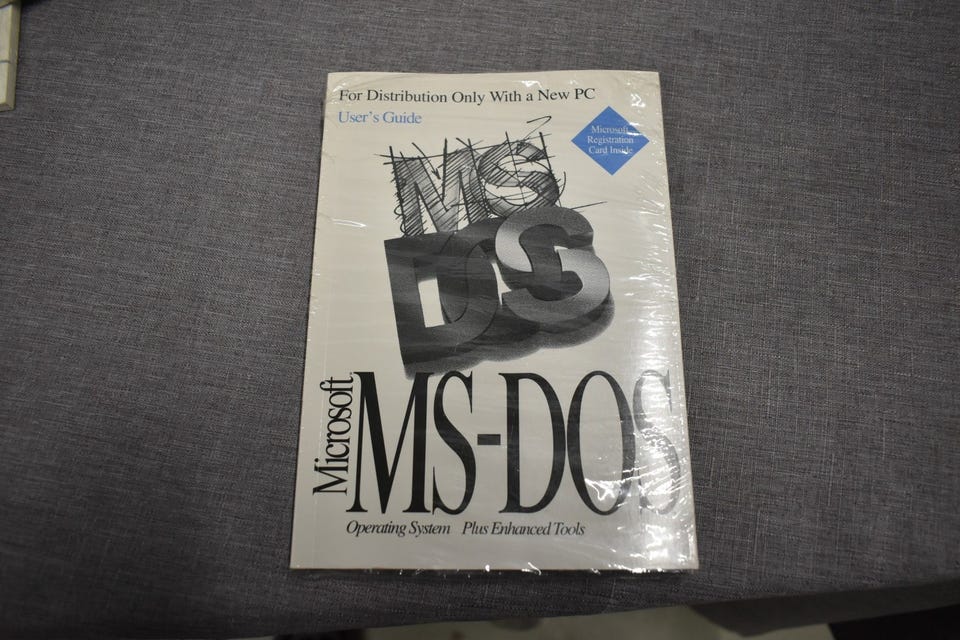 For Distribution Only With a New PC
User's Guide
Microsoft
Registration
Card Inside
MS
DOS
Microsoft
MS-DOS
Operating System Plus Enhanced Tools